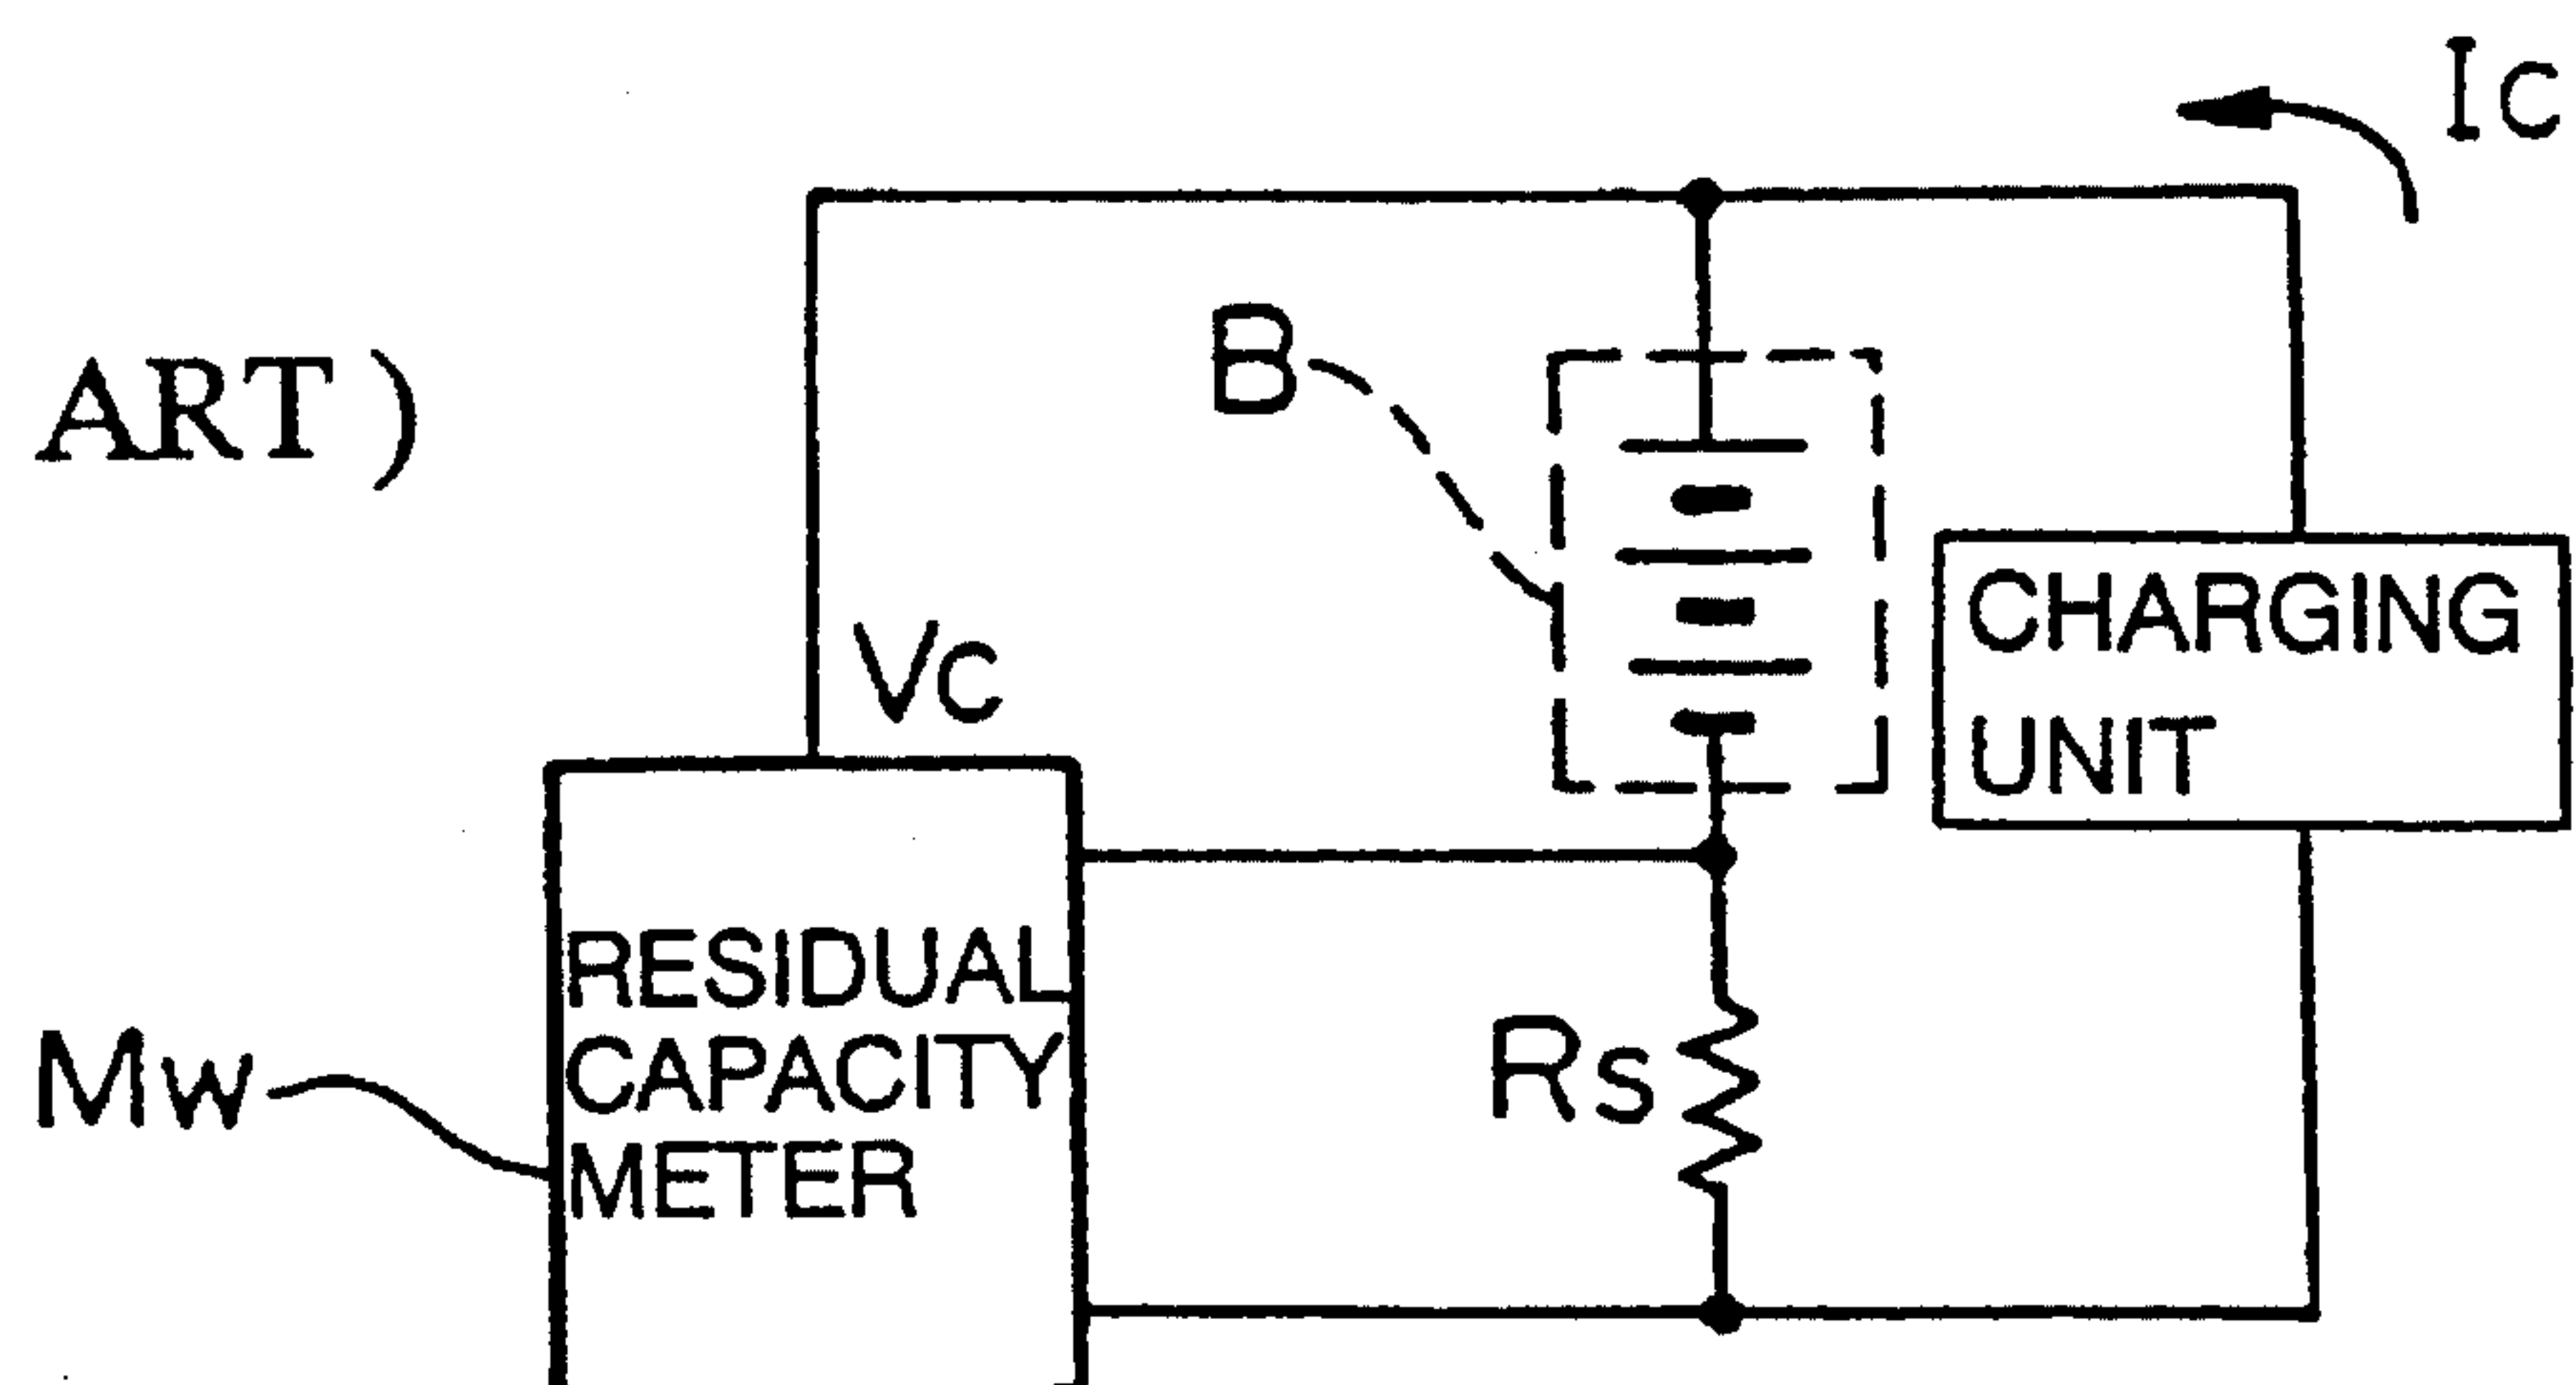 Ic
B
ART)
CHARGING
UNIT
Vc
RESIDUAL
CAPACITY
METER
Rs
Mw